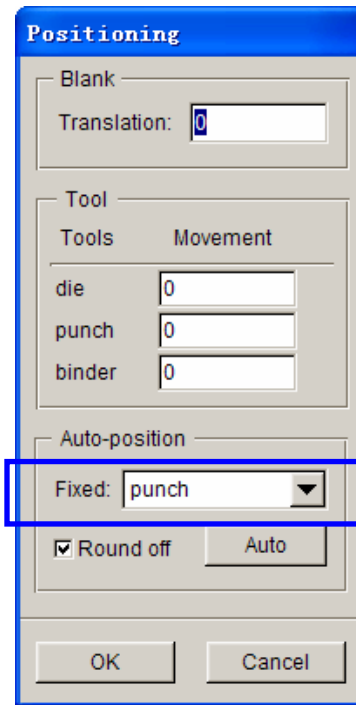 Positioning
Blank
Translation: 0
Tool
Tools Movement
die 0
punch 0
binder 0
Auto-position
Fixed: punch
Round off Auto
OK Cancel